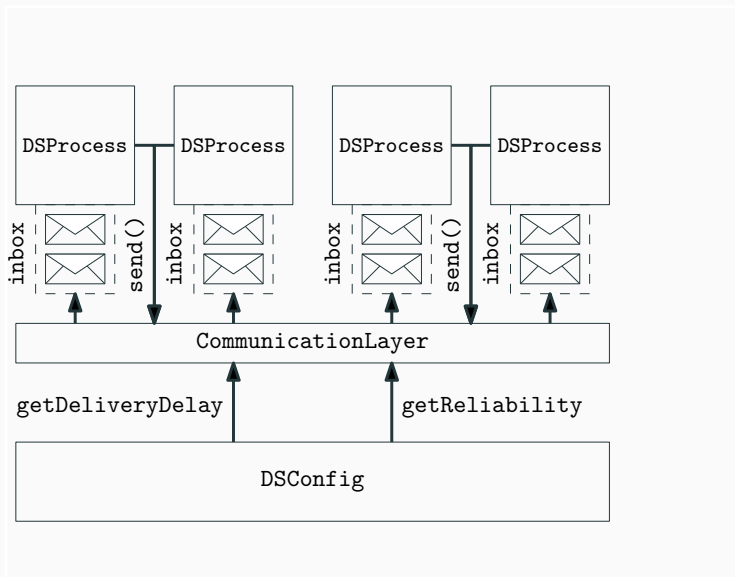 DSProcess
DSProcess
DSProcess
DSProcess
inbox
send()
inbox
inbox
send()
inbox
CommunicationLayer
getDeliveryDelay
getReliability
DSConfig